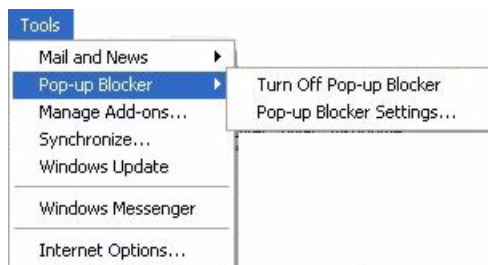 Tools
Mail and News
Pop-up Blocker
Turn Off Pop-up Blocker
Manage Add-ons...
Pop-up Blocker Settings...
Synchronize...
Windows Update
Windows Messenger
Internet Options...